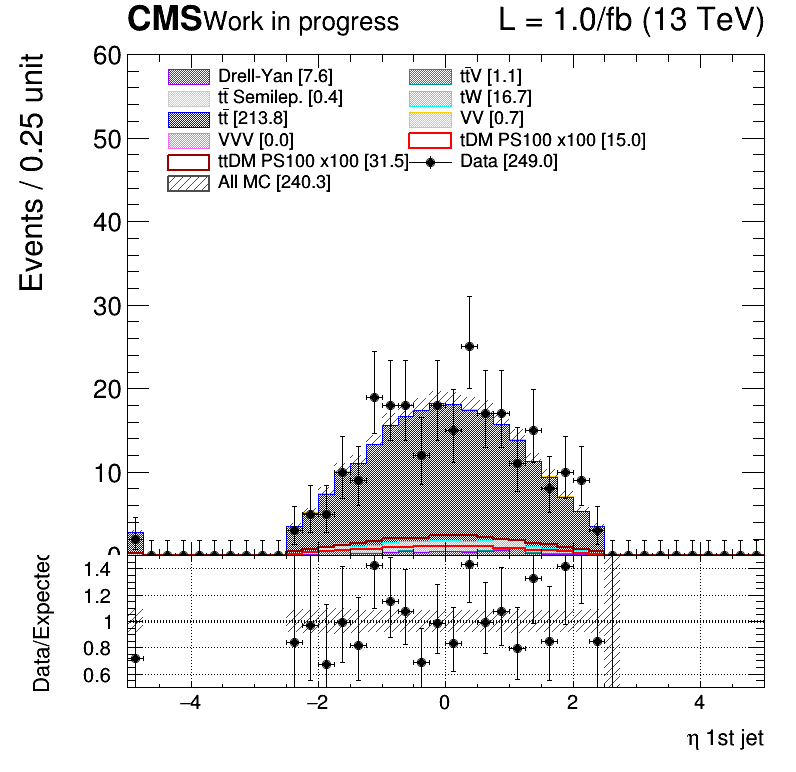 CMS Work in progress L = 1.0/fb (13 TeV)
Events / 0.25 unit
60
50
40
30
20
10
0
Drell-Yan [7.6]
tt̄V [1.1]
tt̄ Semilep. [0.4]
tW [16.7]
tt̄ [213.8]
VV [0.7]
VVV [0.0]
tDM PS100 x100 [15.0]
ttDM PS100 x100 [31.5]
Data [249.0]
All MC [240.3]
Data/Expected
1.4
1.2
1
0.8
0.6
−4 −2 0 2 4
η 1st jet